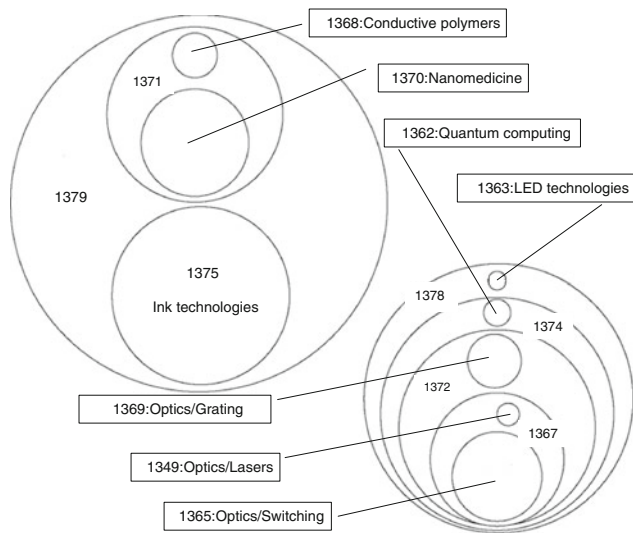 1368:Conductive polymers
1371
1370:Nanomedicine
1362:Quantum computing
1363:LED technologies
1379
1375
Ink technologies
1378
1374
1372
1369:Optics/Grating
1367
1349:Optics/Lasers
1365:Optics/Switching